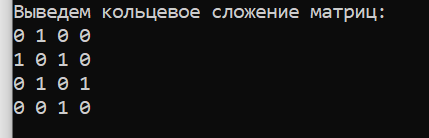 Выведем кольцевое сложение матриц:
0 1 0 0
1 0 1 0
0 1 0 1
0 0 1 0